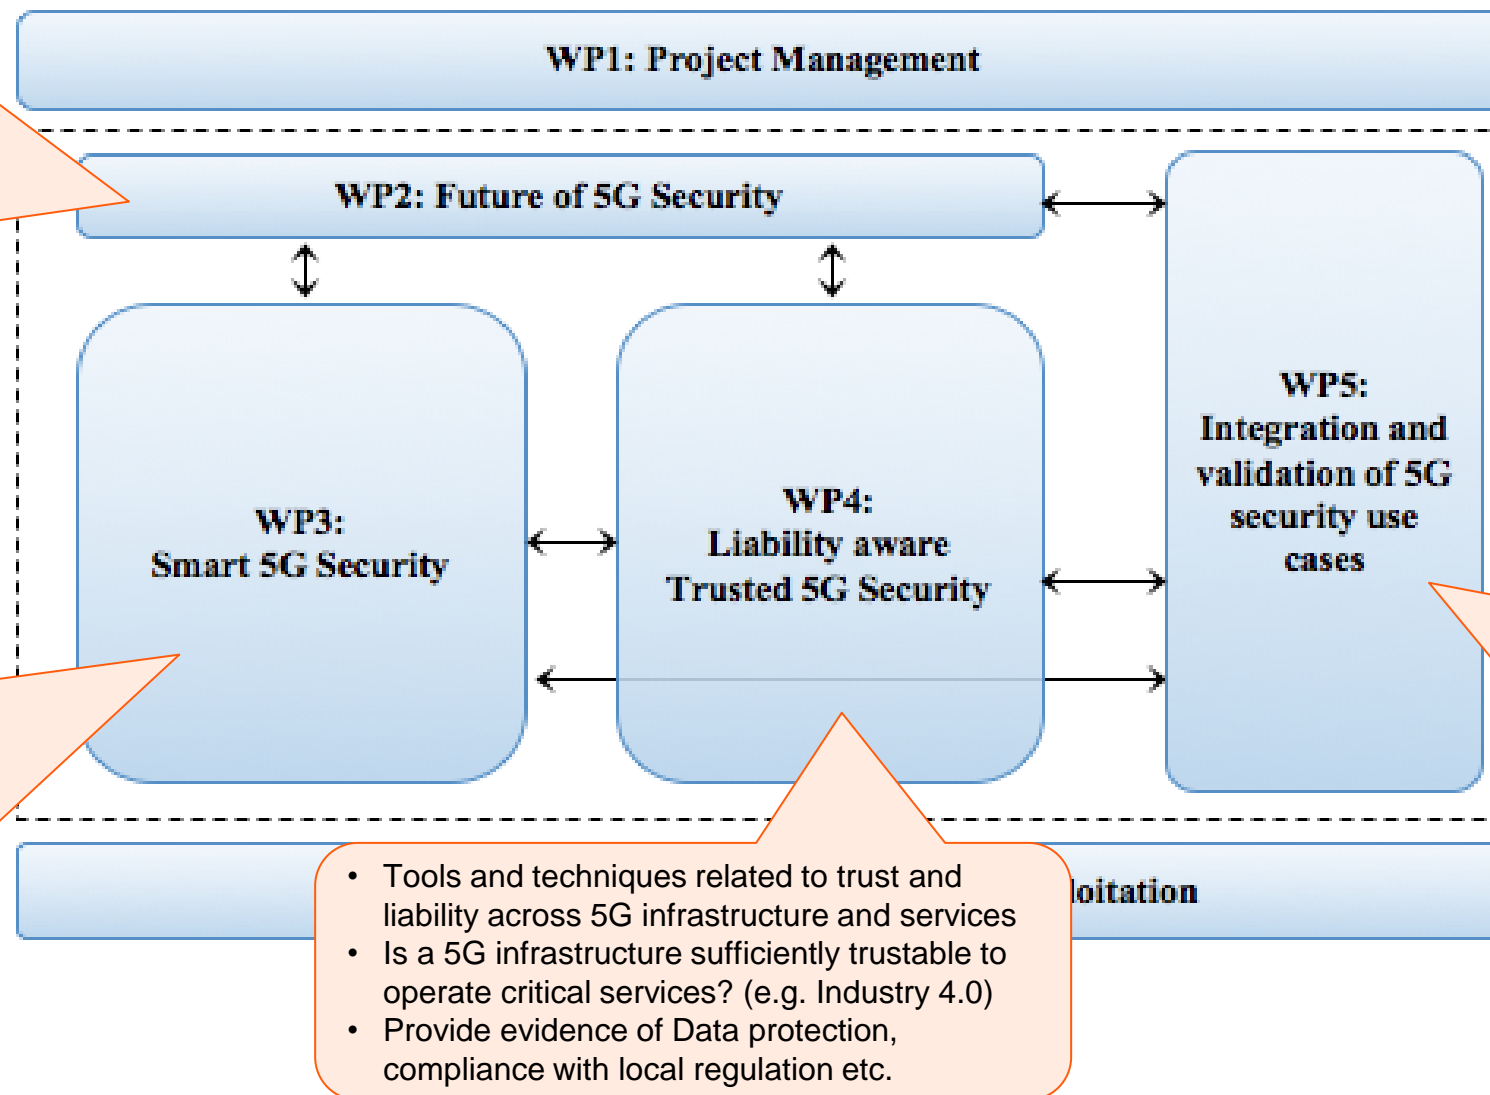 WP1: Project Management
WP2: Future of 5G Security
WP3:
Smart 5G Security
WP4:
Liability aware
Trusted 5G Security
WP5:
Integration and
validation of 5G
security use
cases
loitation
• Tools and techniques related to trust and
liability across 5G infrastructure and services
• Is a 5G infrastructure sufficiently trustable to
operate critical services? (e.g. Industry 4.0)
• Provide evidence of Data protection,
compliance with local regulation etc.